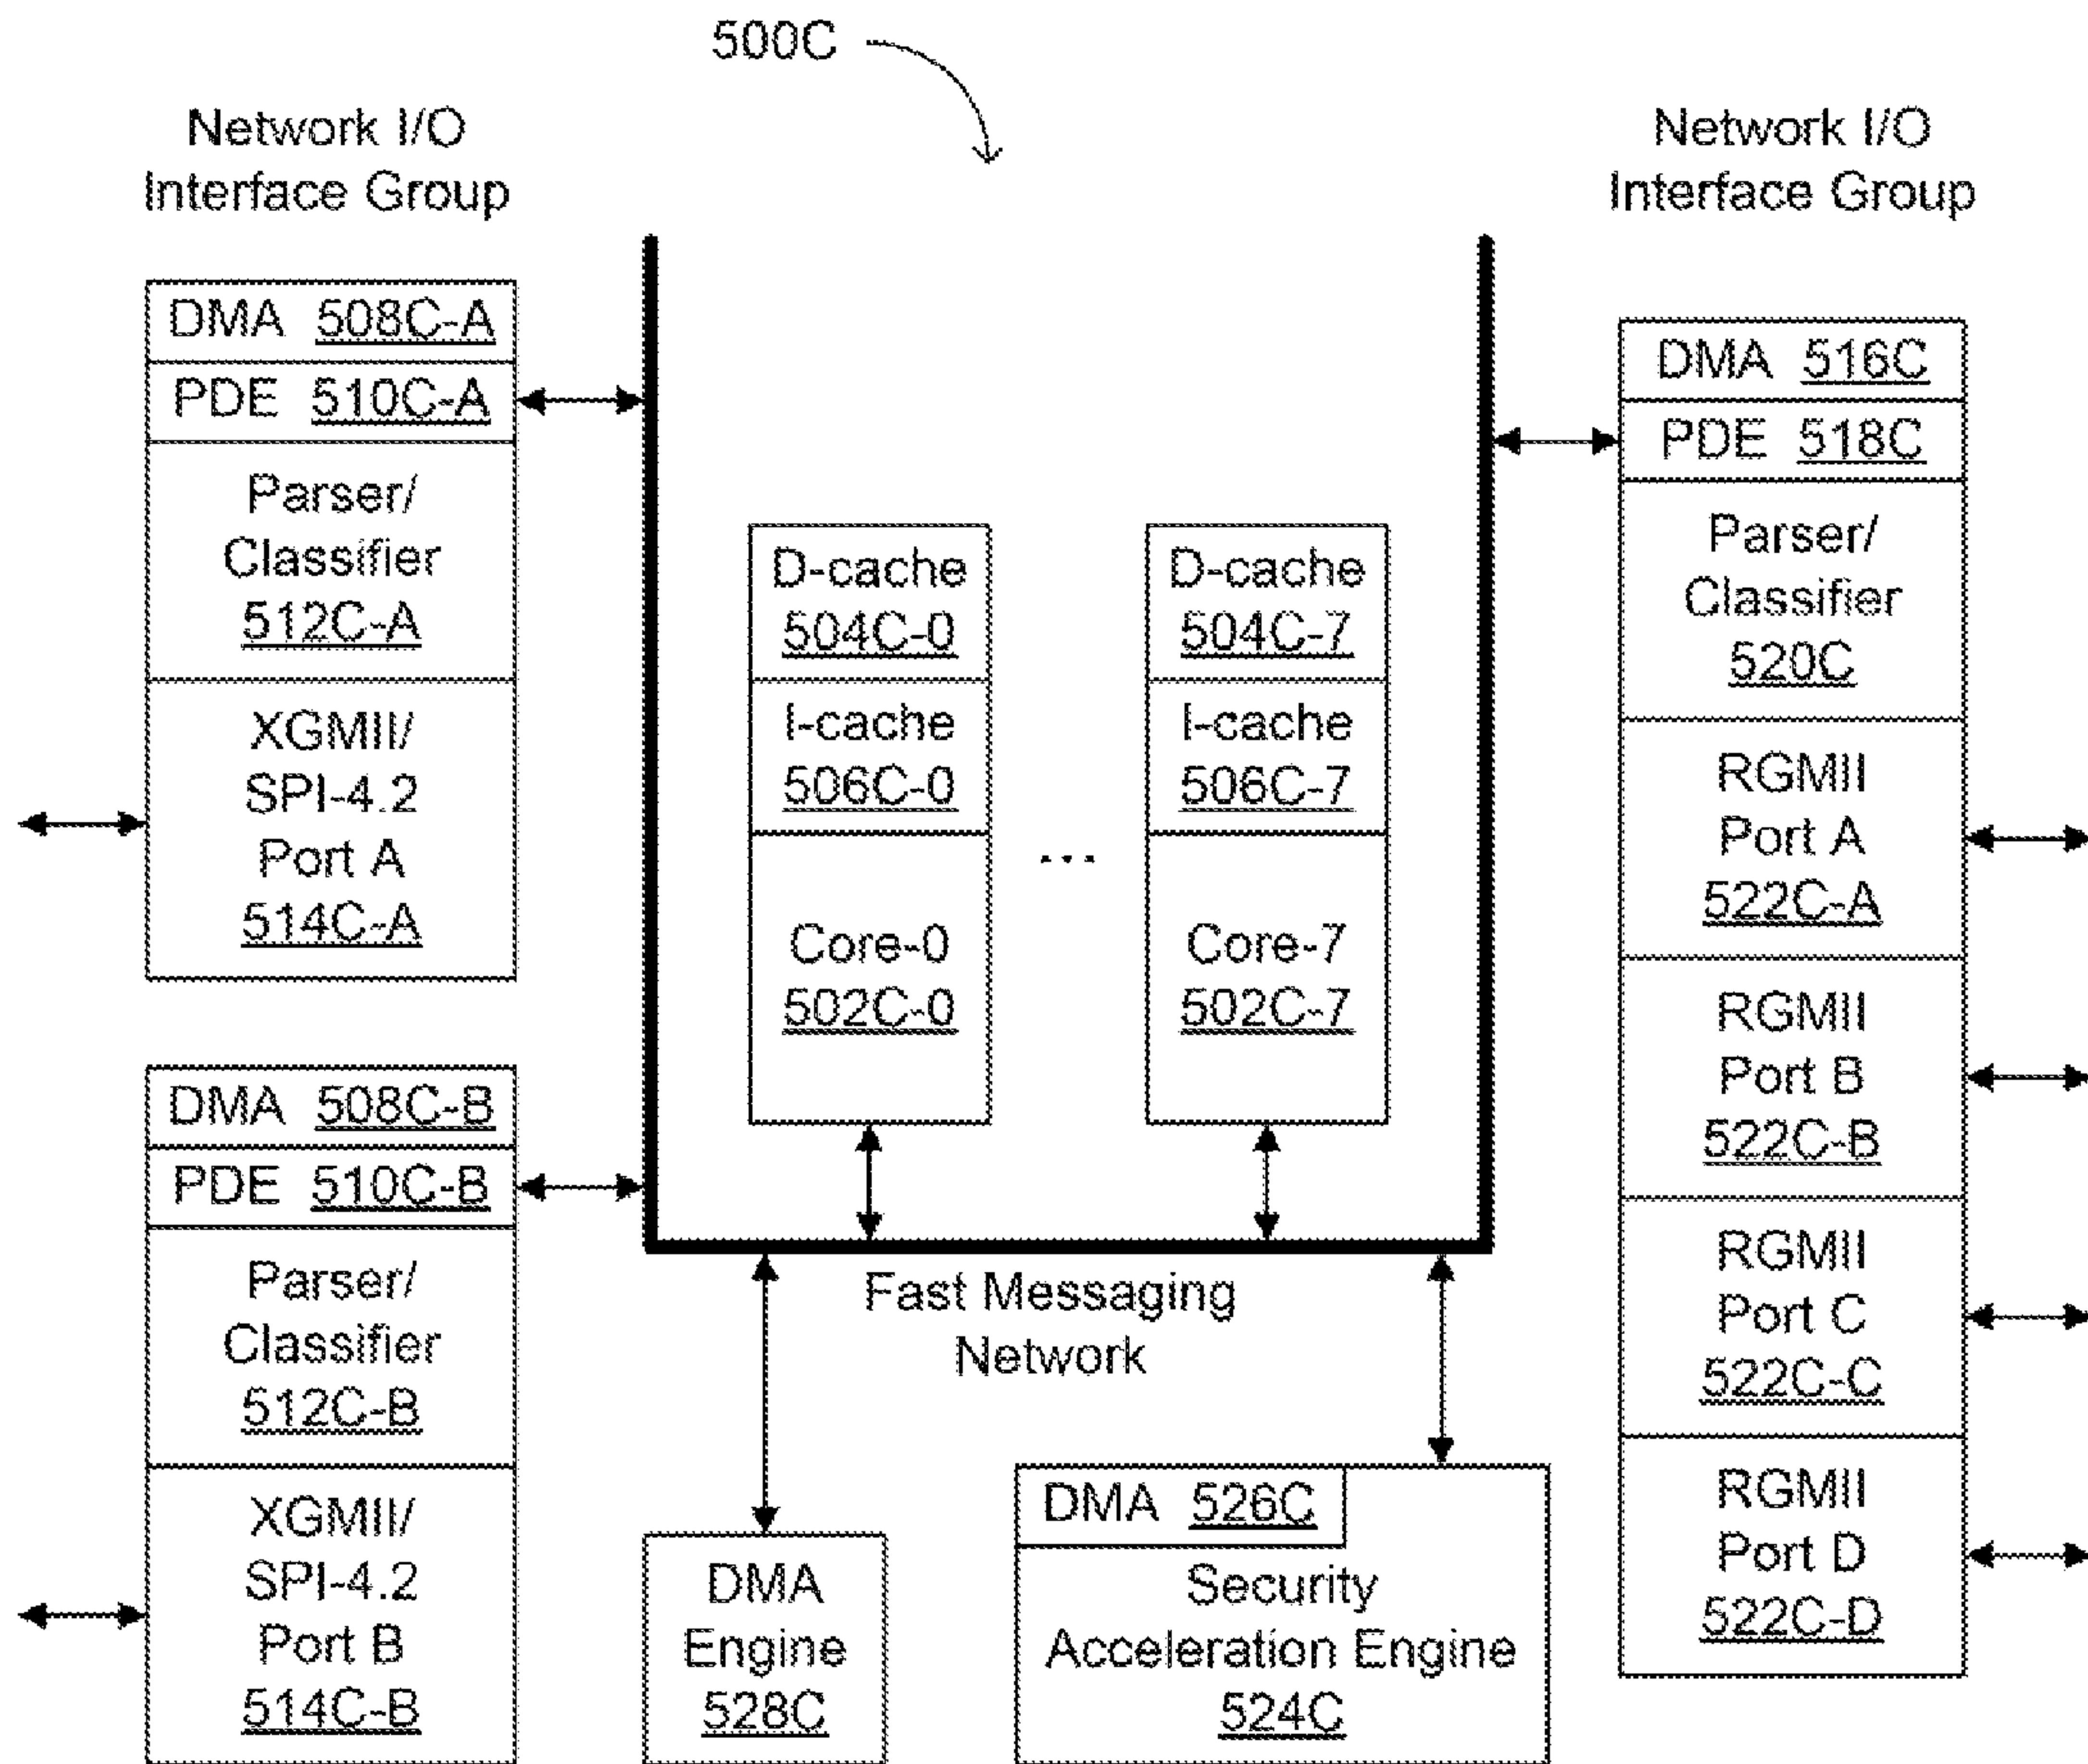 500C
Network I/O
Interface Group
DMA 508C-A
PDE 510C-A
Parser/
Classifier
512C-A
XGMII/
SPI-4.2
Port A
514C-A
DMA 508C-B
PDE 510C-B
Parser/
Classifier
512C-B
XGMII/
SPI-4.2
Port B
514C-B
D-cache
504C-0
I-cache
506C-0
Core-0
502C-0
...
D-cache
504C-7
I-cache
506C-7
Core-7
502C-7
Fast Messaging
Network
DMA
Engine
528C
DMA 526C
Security
Acceleration Engine
524C
Network I/O
Interface Group
DMA 516C
PDE 518C
Parser/
Classifier
520C
RGMII
Port A
522C-A
RGMII
Port B
522C-B
RGMII
Port C
522C-C
RGMII
Port D
522C-D